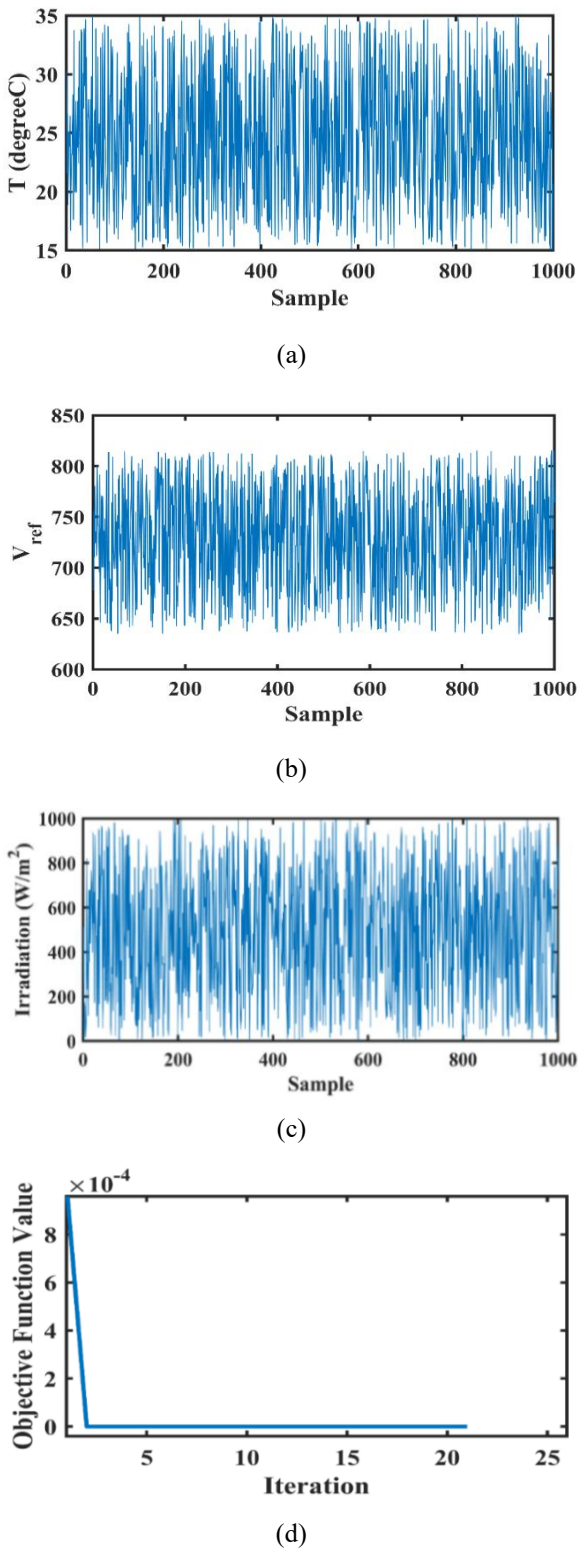 35
30
25
20
15
T (degreeC)
0 200 400 600 800 1000
Sample
(a)
850
800
750
700
650
600
V_ref
0 200 400 600 800 1000
Sample
(b)
1000
800
600
400
200
0
Irradiation (W/m²)
0 200 400 600 800 1000
Sample
(c)
×10⁻⁴
8
6
4
2
0
Objective Function Value
5 10 15 20 25
Iteration
(d)